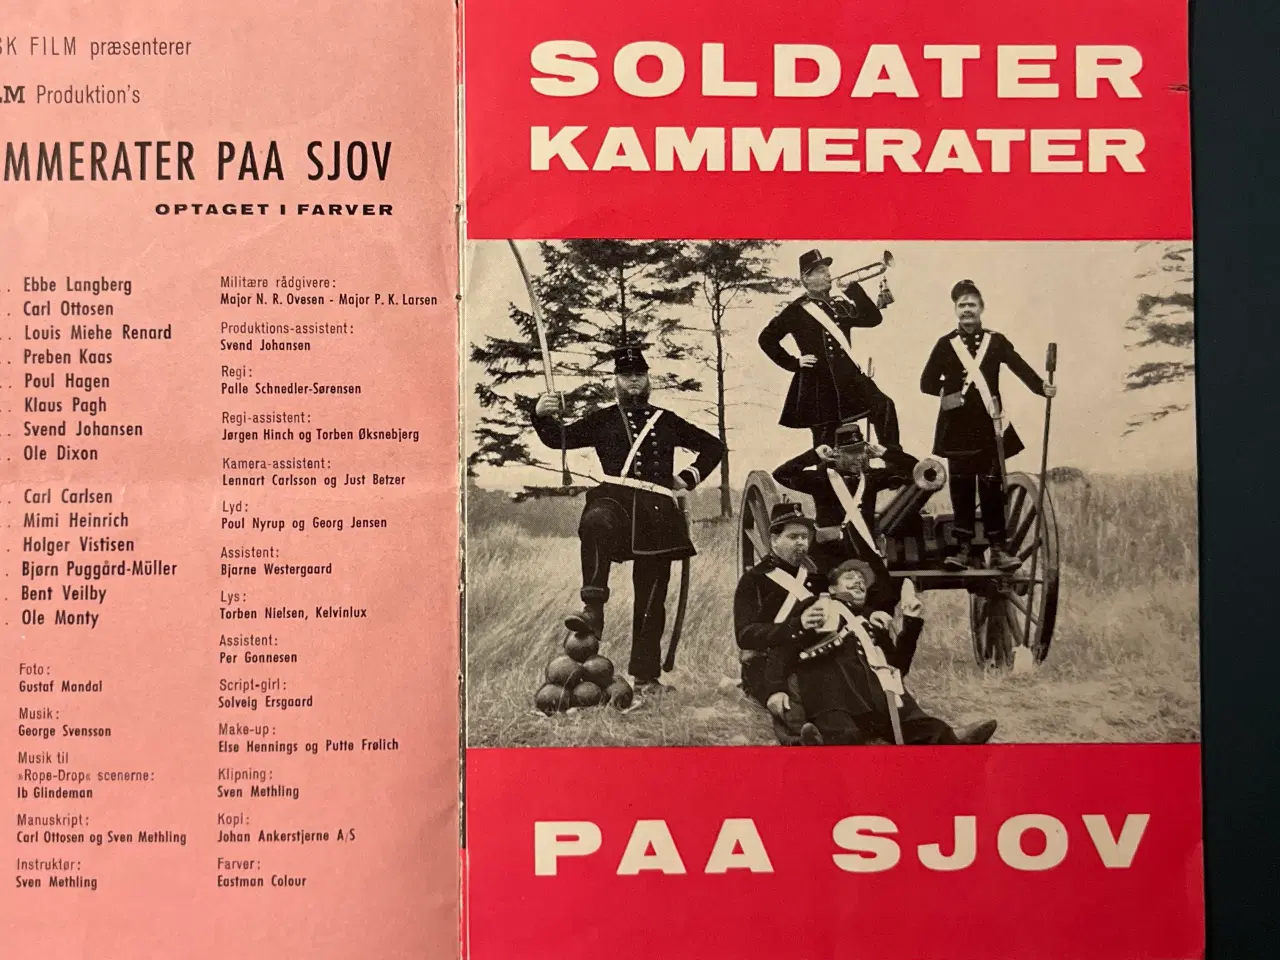 FILM præsenterer
Produktion's
PAA SJOV
OPTAGET I FARVER
Ebbe Langberg
Carl Ottosen
Louis Miehe Renard
Preben Kaas
Poul Hagen
Klaus Pagh
Svend Johansen
Ole Dixon
Carl Carlsen
Mimi Heinrich
Holger Vistisen
Bjørn Puggård-Müller
Bent Veilby
Ole Monty
Foto:
Gustaf Mandal
Musik:
George Svensson
Musik til
»Rope-Drop« scenerne:
Ib Glindeman
Manuskript:
Carl Ottosen og Sven Methling
Instruktør:
Sven Methling
Militære rådgivere:
Major N. R. Ovesen - Major P. K. Larsen
Produktions-assistent:
Svend Johansen
Regi:
Palle Schnedler-Sørensen
Regi-assistent:
Jørgen Hinch og Torben Øksnebjerg
Kamera-assistent:
Lennart Carlsson og Just Betzer
Lyd:
Poul Nyrup og Georg Jensen
Assistent:
Bjarne Westergaard
Lys:
Torben Nielsen, Kelvinlux
Assistent:
Per Gonnesen
Script-girl:
Solveig Ersgaard
Make-up:
Else Hennings og Putte Frølich
Klipning:
Sven Methling
Kopi:
Johan Ankerstjerne A/S
Farver:
Eastman Colour
SOLDATER
KAMMERATER
PAA SJOV